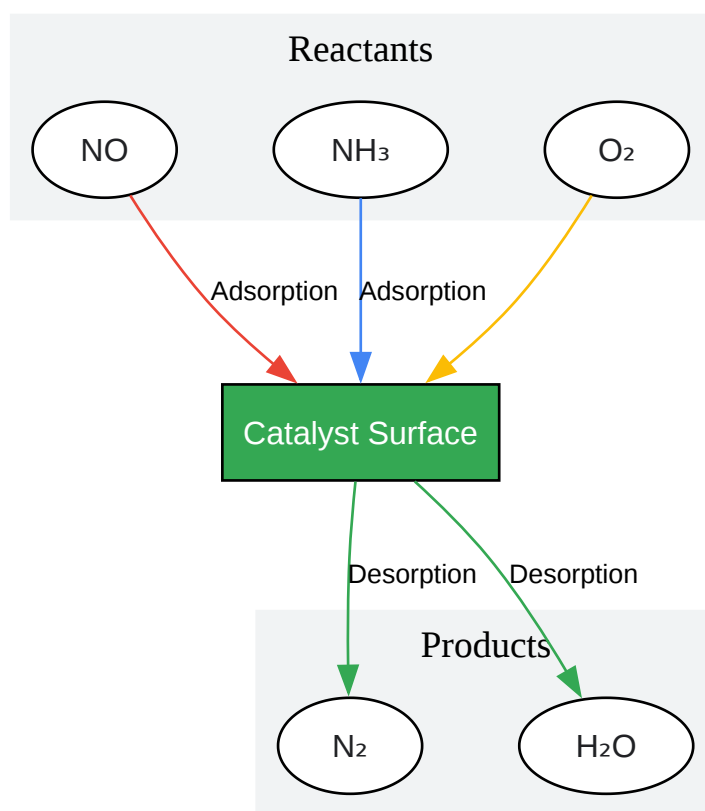 Reactants
NO
NH₃
O₂
Adsorption
Adsorption
Catalyst Surface
Desorption
Desorption
Products
N₂
H₂O